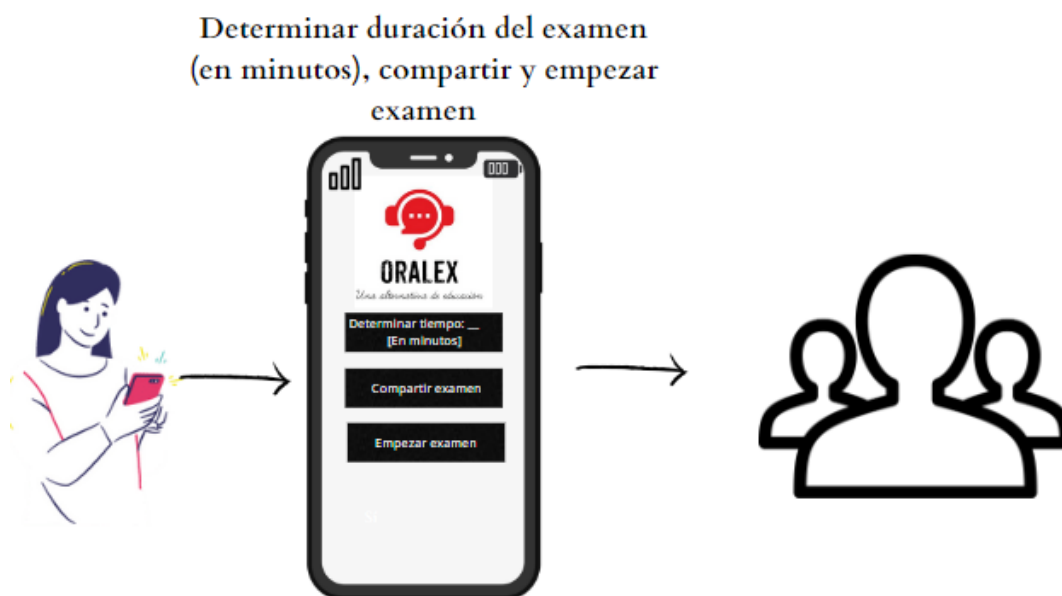 Determinar duración del examen
(en minutos), compartir y empezar
examen
ORALEX
Una alternativa de educación
Determinar tiempo: __
[En minutos]
Compartir examen
Empezar examen